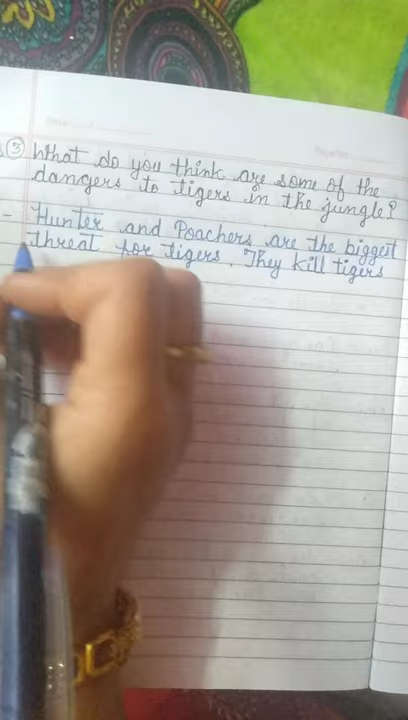 ③ What do you think are some of the
dangers to tigers in the jungle?
- Hunter and Poachers are the biggest
threat for tigers. They kill tigers